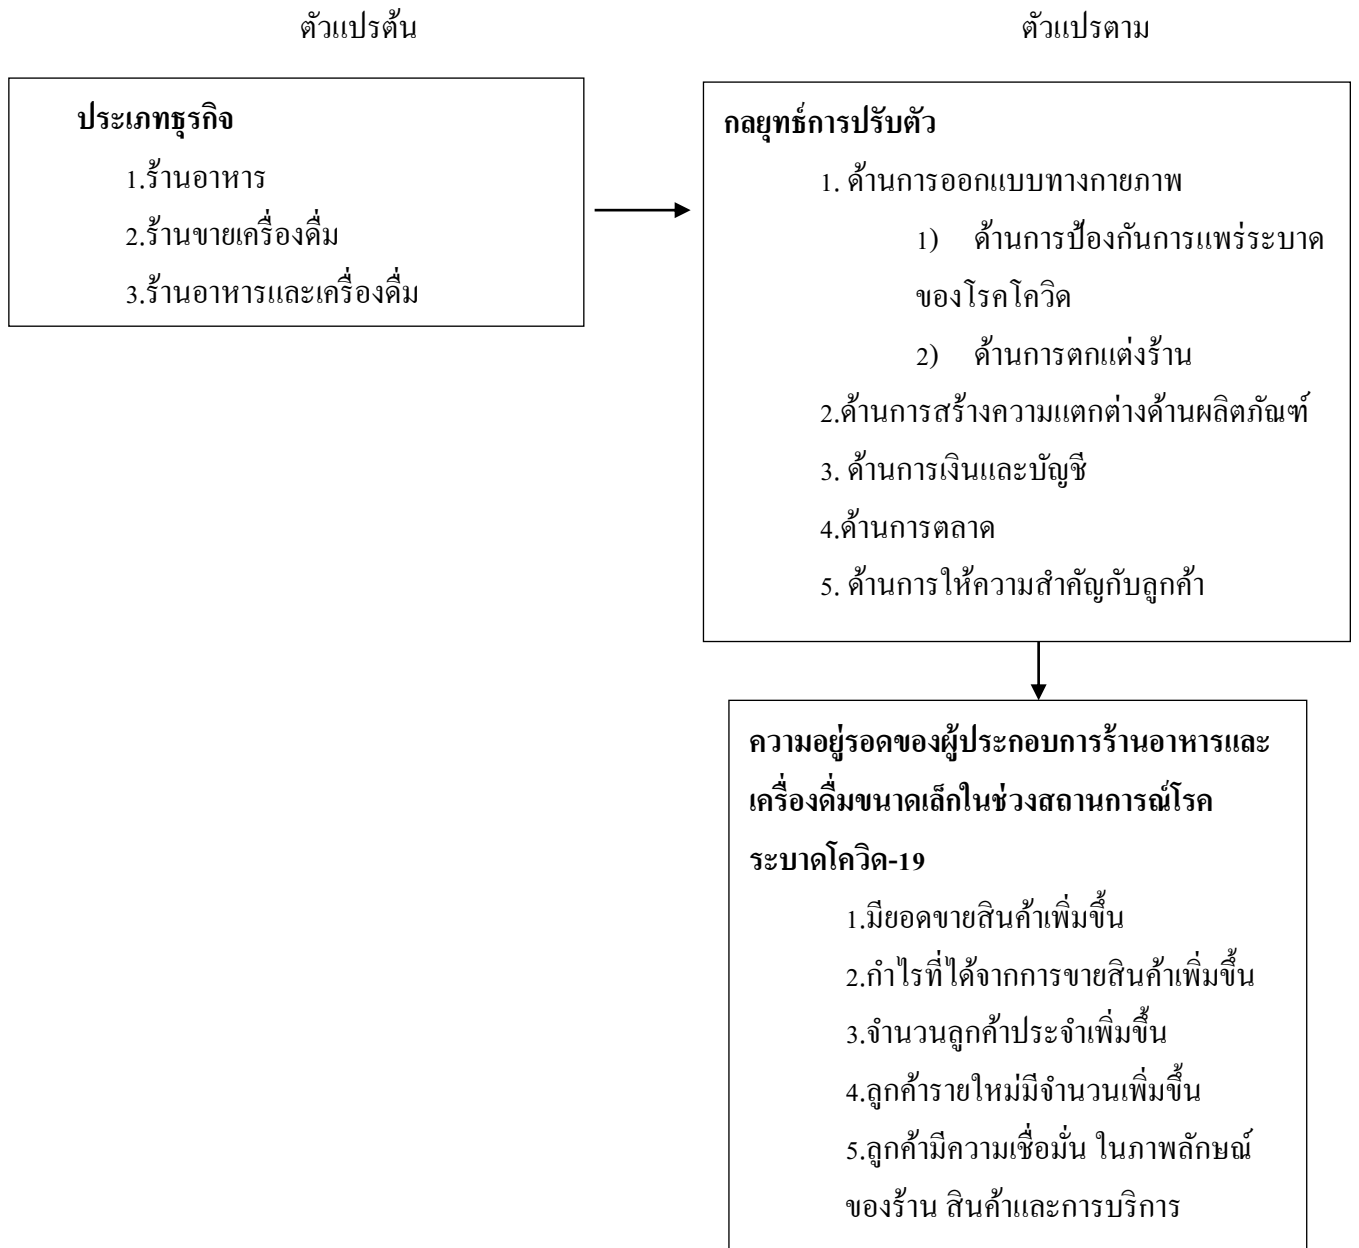 ตัวแปรต้น
ตัวแปรตาม
ประเภทธุรกิจ
1.ร้านอาหาร
2.ร้านขายเครื่องดื่ม
3.ร้านอาหารและเครื่องดื่ม
กลยุทธ์การปรับตัว
1. ด้านการออกแบบทางกายภาพ
1) ด้านการป้องกันการแพร่ระบาด
ของโรคโควิด
2) ด้านการตกแต่งร้าน
2.ด้านการสร้างความแตกต่างด้านผลิตภัณฑ์
3. ด้านการเงินและบัญชี
4.ด้านการตลาด
5. ด้านการให้ความสำคัญกับลูกค้า
ความอยู่รอดของผู้ประกอบการร้านอาหารและ
เครื่องดื่มขนาดเล็กในช่วงสถานการณ์โรค
ระบาดโควิด-19
1.มียอดขายสินค้าเพิ่มขึ้น
2.กำไรที่ได้จากการขายสินค้าเพิ่มขึ้น
3.จำนวนลูกค้าประจำเพิ่มขึ้น
4.ลูกค้ารายใหม่มีจำนวนเพิ่มขึ้น
5.ลูกค้ามีความเชื่อมั่น ในภาพลักษณ์
ของร้าน สินค้าและการบริการ